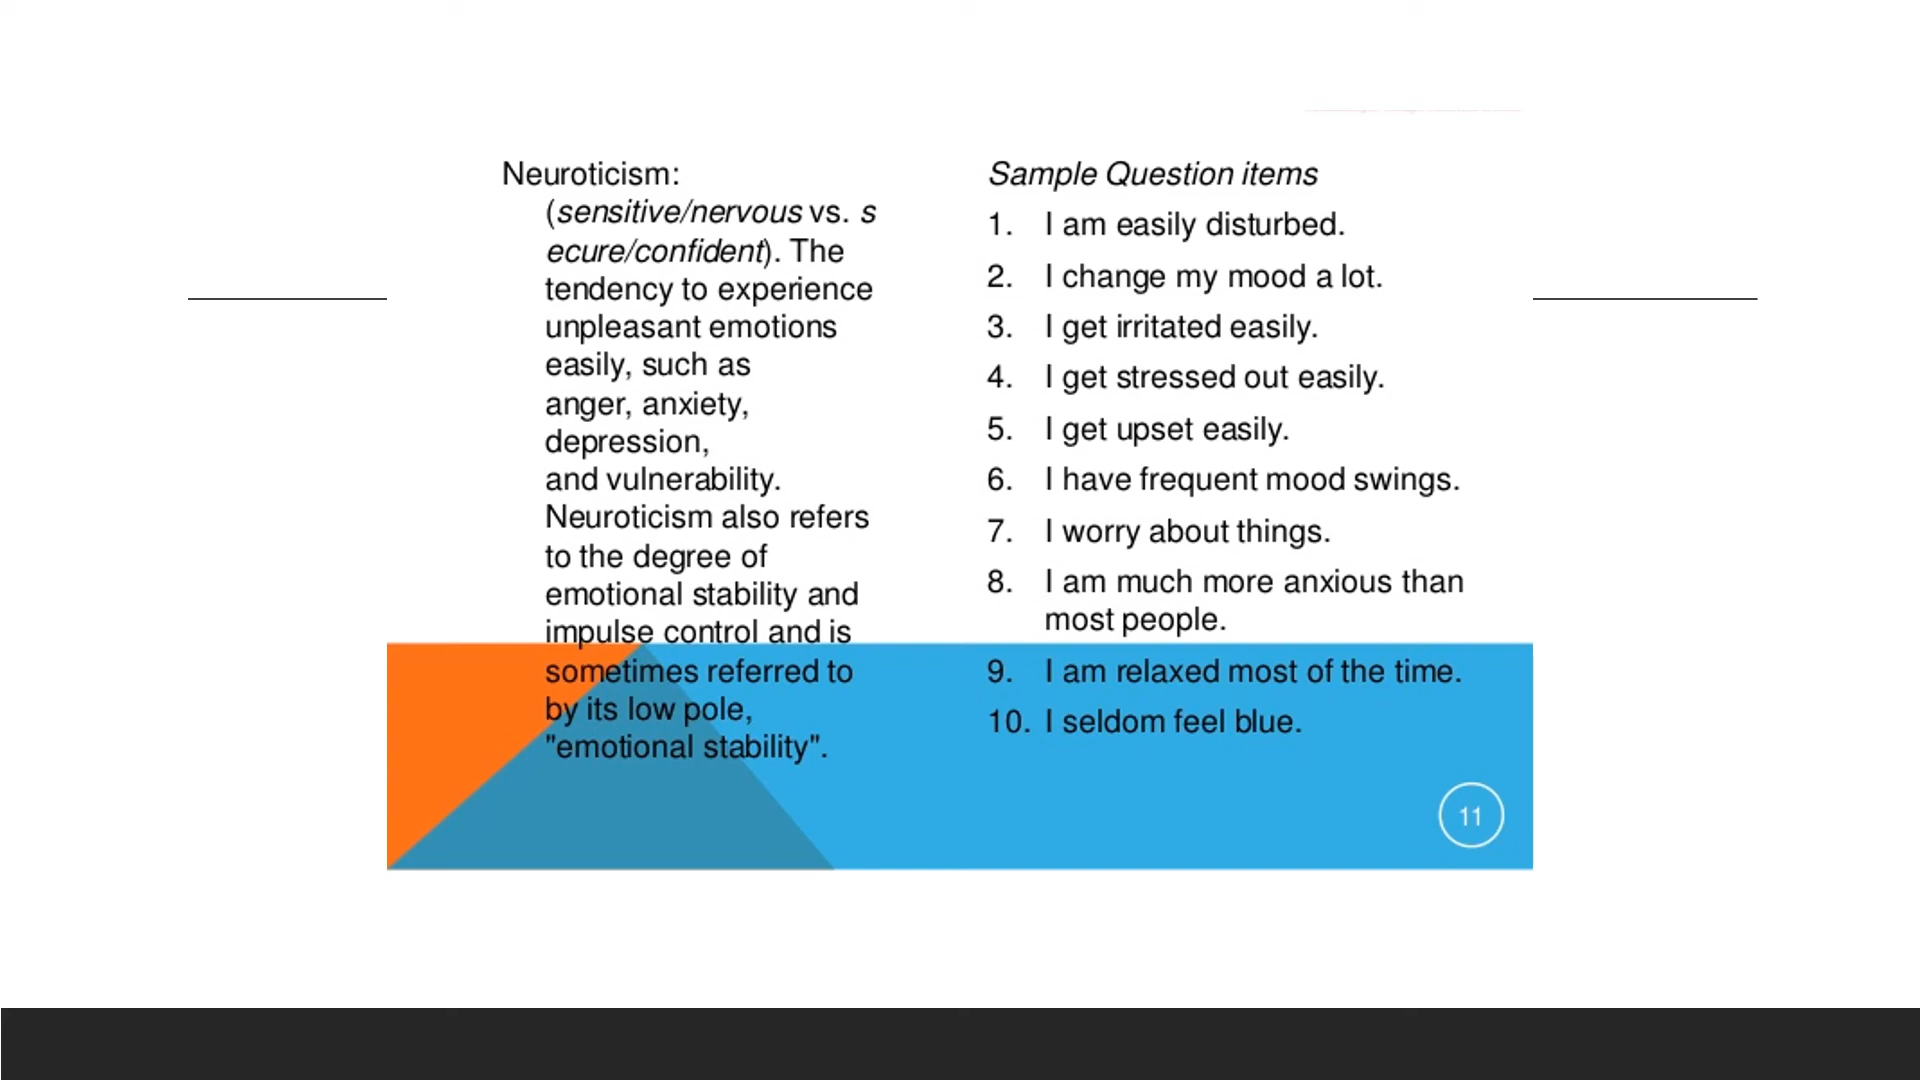 Neuroticism:
(sensitive/nervous vs. s
ecure/confident). The
tendency to experience
unpleasant emotions
easily, such as
anger, anxiety,
depression,
and vulnerability.
Neuroticism also refers
to the degree of
emotional stability and
impulse control and is
sometimes referred to
by its low pole,
"emotional stability".
Sample Question items
1. I am easily disturbed.
2. I change my mood a lot.
3. I get irritated easily.
4. I get stressed out easily.
5. I get upset easily.
6. I have frequent mood swings.
7. I worry about things.
8. I am much more anxious than
most people.
9. I am relaxed most of the time.
10. I seldom feel blue.
11